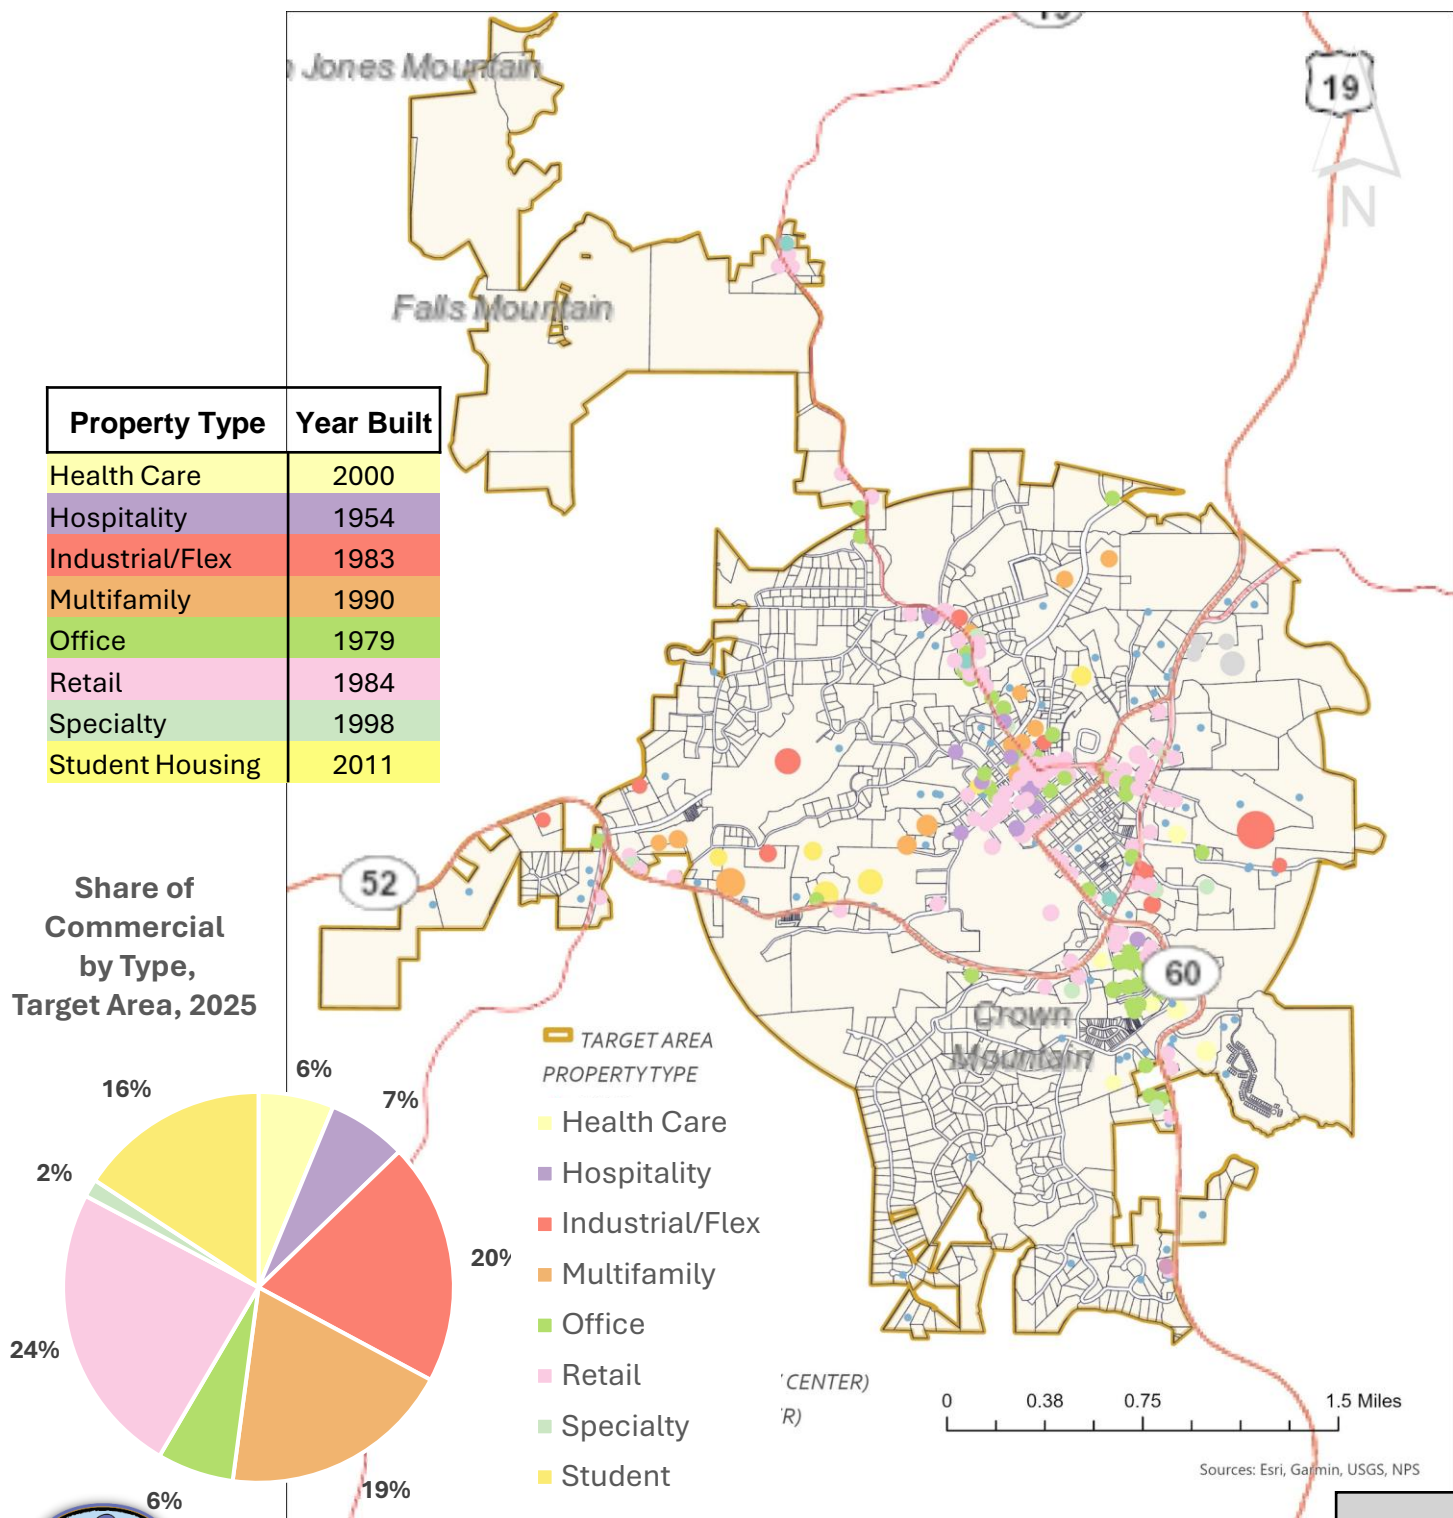 Jones Mountain
19
N
Falls Mountain
Property Type Year Built
Health Care 2000
Hospitality 1954
Industrial/Flex 1983
Multifamily 1990
Office 1979
Retail 1984
Specialty 1998
Student Housing 2011
52
Share of
Commercial
by Type,
Target Area, 2025
60
Crown
Mountain
TARGET AREA
PROPERTY TYPE
Health Care
Hospitality
Industrial/Flex
Multifamily
Office
Retail
Specialty
Student
6%
7%
20%
19%
6%
24%
2%
16%
CENTER)
R)
0 0.38 0.75 1.5 Miles
Sources: Esri, Garmin, USGS, NPS